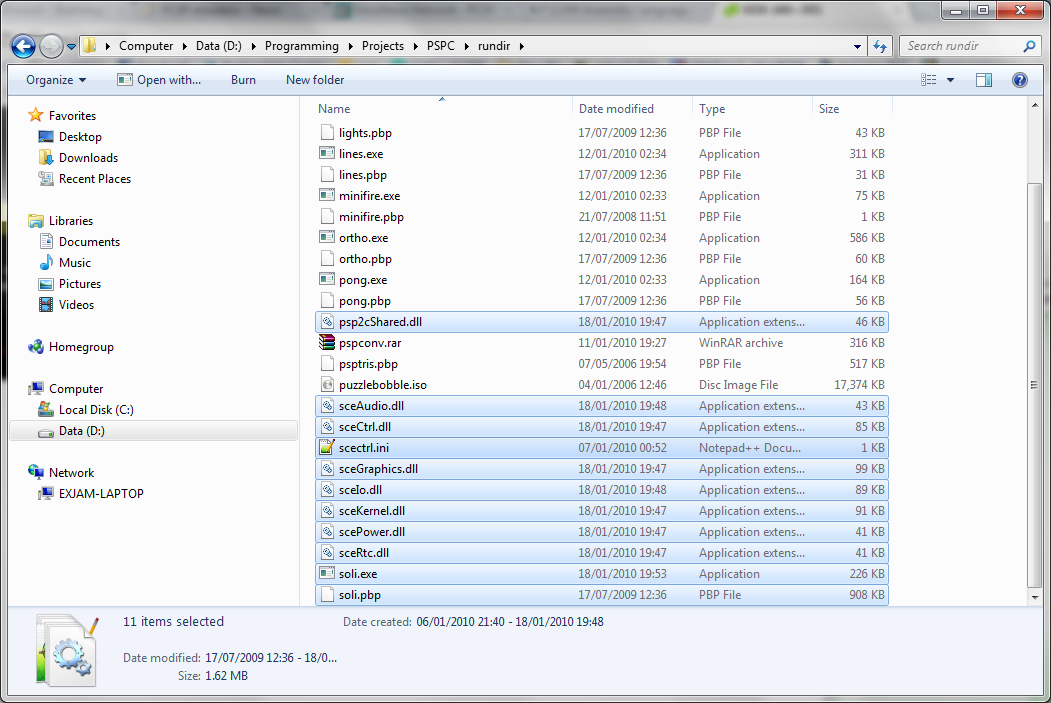 Computer Data (D:) Programming Projects PSPC rundir Search rundir
Organize Open with... Burn New folder
Favorites
Desktop
Downloads
Recent Places
Libraries
Documents
Music
Pictures
Videos
Homegroup
Computer
Local Disk (C:)
Data (D:)
Network
EXJAM-LAPTOP
Name Date modified Type Size
lights.pbp 17/07/2009 12:36 PBP File 43 KB
lines.exe 12/01/2010 02:34 Application 311 KB
lines.pbp 17/07/2009 12:36 PBP File 31 KB
minifire.exe 12/01/2010 02:33 Application 75 KB
minifire.pbp 21/07/2008 11:51 PBP File 1 KB
ortho.exe 12/01/2010 02:34 Application 586 KB
ortho.pbp 17/07/2009 12:36 PBP File 60 KB
pong.exe 12/01/2010 02:33 Application 164 KB
pong.pbp 17/07/2009 12:36 PBP File 56 KB
psp2cShared.dll 18/01/2010 19:47 Application extens... 46 KB
pspconv.rar 11/01/2010 19:27 WinRAR archive 316 KB
psptris.pbp 07/05/2006 19:54 PBP File 517 KB
puzzlebobble.iso 04/01/2006 12:46 Disc Image File 17,374 KB
sceAudio.dll 18/01/2010 19:48 Application extens... 43 KB
sceCtrl.dll 18/01/2010 19:47 Application extens... 85 KB
scectrl.ini 07/01/2010 00:52 Notepad++ Docu... 1 KB
sceGraphics.dll 18/01/2010 19:47 Application extens... 99 KB
sceIo.dll 18/01/2010 19:48 Application extens... 89 KB
sceKernel.dll 18/01/2010 19:47 Application extens... 91 KB
scePower.dll 18/01/2010 19:47 Application extens... 41 KB
sceRtc.dll 18/01/2010 19:47 Application extens... 41 KB
soli.exe 18/01/2010 19:53 Application 226 KB
soli.pbp 17/07/2009 12:36 PBP File 908 KB
11 items selected Date created: 06/01/2010 21:40 - 18/01/2010 19:48
Date modified: 17/07/2009 12:36 - 18/0...
Size: 1.62 MB